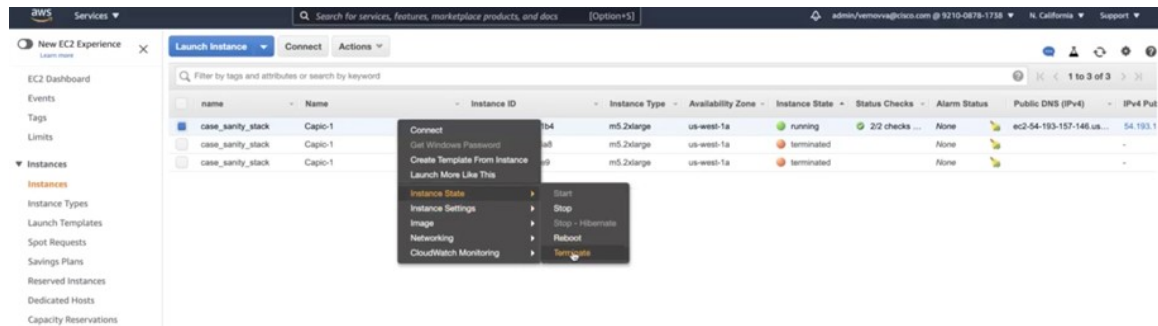 aws Services Search for services, features, marketplace products, and docs [Option+S] admin/vernovva@cisco.com @ 9210-0878-1738 N. California Support
New EC2 Experience
Learn more
EC2 Dashboard
Events
Tags
Limits
Instances
Instances
Instance Types
Launch Templates
Spot Requests
Savings Plans
Reserved Instances
Dedicated Hosts
Capacity Reservations
Launch Instance Connect Actions
Filter by tags and attributes or search by keyword 1 to 3 of 3
name Name Instance ID Instance Type Availability Zone Instance State Status Checks Alarm Status Public DNS (IPv4) IPv4 Pub
case_sanity_stack Capic-1 1b4 m5.2xlarge us-west-1a running 2/2 checks ... None ec2-54-193-157-146.us... 54.193.1
case_sanity_stack Capic-1 a8 m5.2xlarge us-west-1a terminated None -
case_sanity_stack Capic-1 e9 m5.2xlarge us-west-1a terminated None -
Connect
Get Windows Password
Create Template From Instance
Launch More Like This
Instance State
Instance Settings
Image
Networking
CloudWatch Monitoring
Start
Stop
Stop - Hibernate
Reboot
Terminate